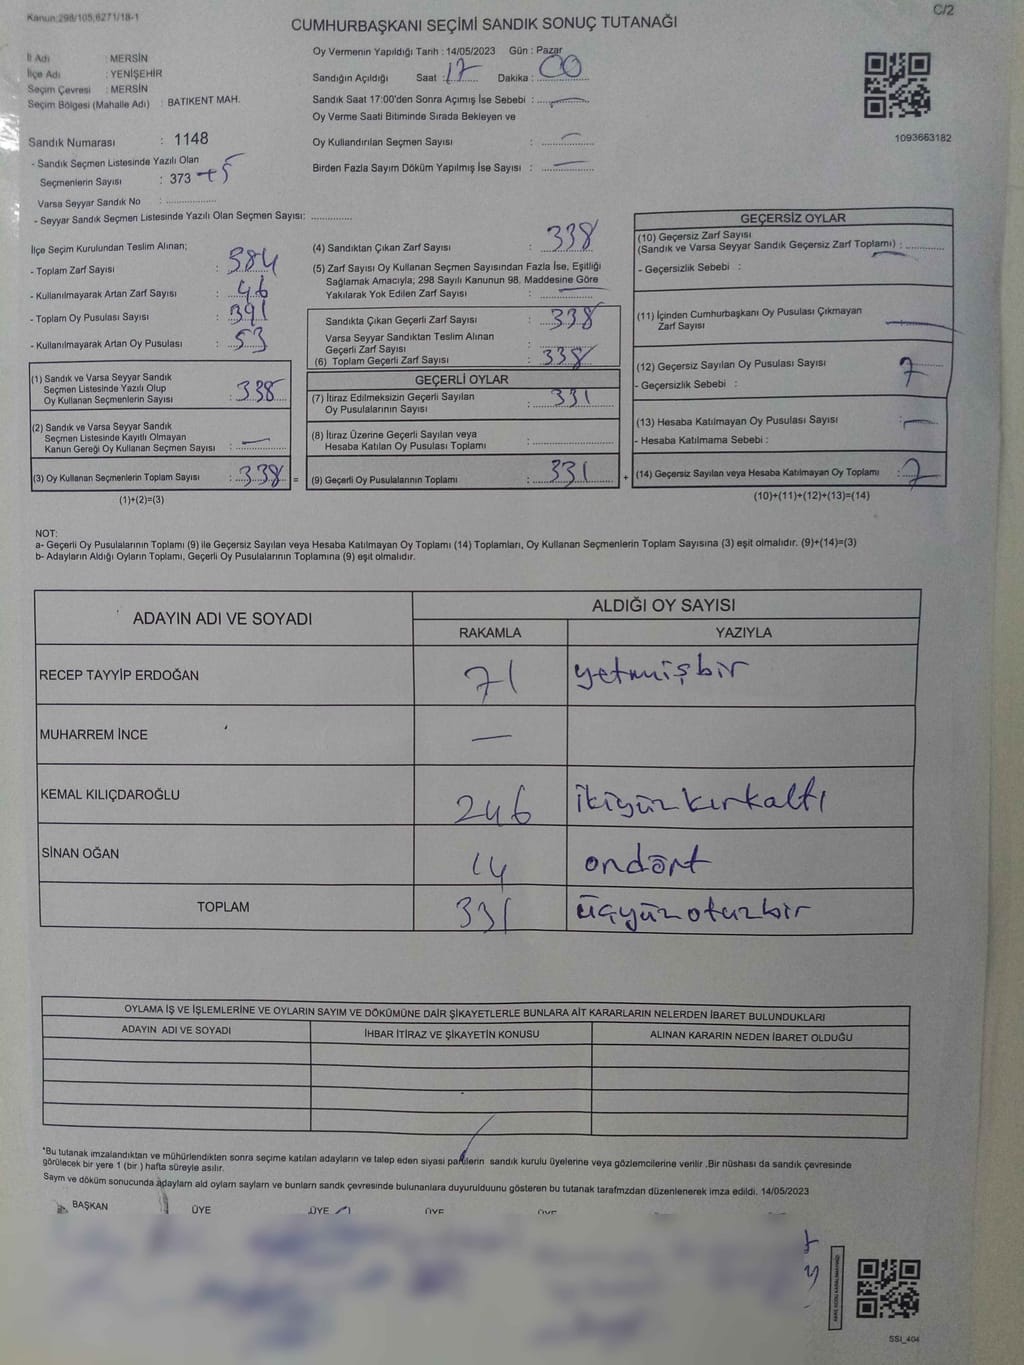 Kanun:298/105,6271/18-1
C/2
CUMHURBAŞKANI SEÇİMİ SANDIK SONUÇ TUTANAĞI
İl Adı : MERSİN
İlçe Adı : YENİŞEHİR
Seçim Çevresi : MERSİN
Seçim Bölgesi (Mahalle Adı) : BATIKENT MAH.
Sandık Numarası : 1148
- Sandık Seçmen Listesinde Yazılı Olan
Seçmenlerin Sayısı : 373 +5
Varsa Seyyar Sandık No : ..................
- Seyyar Sandık Seçmen Listesinde Yazılı Olan Seçmen Sayısı: ..............
Oy Vermenin Yapıldığı Tarih : 14/05/2023 Gün : Pazar
Sandığın Açıldığı Saat : 17 Dakika : 00
Sandık Saat 17:00'den Sonra Açımış İse Sebebi : —
Oy Verme Saati Bitiminde Sırada Bekleyen ve
Oy Kullandırılan Seçmen Sayısı : —
Birden Fazla Sayım Döküm Yapılmış İse Sayısı : —
1093663182
İlçe Seçim Kurulundan Teslim Alınan;
- Toplam Zarf Sayısı : 384
- Kullanılmayarak Artan Zarf Sayısı : 46
- Toplam Oy Pusulası Sayısı : 391
- Kullanılmayarak Artan Oy Pusulası : 53
(1) Sandık ve Varsa Seyyar Sandık
Seçmen Listesinde Yazılı Olup
Oy Kullanan Seçmenlerin Sayısı : 338
(2) Sandık ve Varsa Seyyar Sandık
Seçmen Listesinde Kayıtlı Olmayan
Kanun Gereği Oy Kullanan Seçmen Sayısı : —
(3) Oy Kullanan Seçmenlerin Toplam Sayısı : 338 =
(1)+(2)=(3)
(4) Sandıktan Çıkan Zarf Sayısı : 338
(5) Zarf Sayısı Oy Kullanan Seçmen Sayısından Fazla İse, Eşitliği
Sağlamak Amacıyla; 298 Sayılı Kanunun 98. Maddesine Göre
Yakılarak Yok Edilen Zarf Sayısı : —
Sandıkta Çıkan Geçerli Zarf Sayısı : 338
Varsa Seyyar Sandıktan Teslim Alınan
Geçerli Zarf Sayısı : ..............
(6) Toplam Geçerli Zarf Sayısı : 338
GEÇERLİ OYLAR
(7) İtiraz Edilmeksizin Geçerli Sayılan
Oy Pusulalarının Sayısı : 331
(8) İtiraz Üzerine Geçerli Sayılan veya
Hesaba Katılan Oy Pusulası Toplamı : ..............
(9) Geçerli Oy Pusulalarının Toplamı : 331 +
GEÇERSİZ OYLAR
(10) Geçersiz Zarf Sayısı
(Sandık ve Varsa Seyyar Sandık Geçersiz Zarf Toplamı) : —
- Geçersizlik Sebebi :
(11) İçinden Cumhurbaşkanı Oy Pusulası Çıkmayan
Zarf Sayısı —
(12) Geçersiz Sayılan Oy Pusulası Sayısı : 7
- Geçersizlik Sebebi :
(13) Hesaba Katılmayan Oy Pusulası Sayısı : —
- Hesaba Katılmama Sebebi :
(14) Geçersiz Sayılan veya Hesaba Katılmayan Oy Toplamı : 7
(10)+(11)+(12)+(13)=(14)
NOT:
a- Geçerli Oy Pusulalarının Toplamı (9) ile Geçersiz Sayılan veya Hesaba Katılmayan Oy Toplamı (14) Toplamları, Oy Kullanan Seçmenlerin Toplam Sayısına (3) eşit olmalıdır. (9)+(14)=(3)
b- Adayların Aldığı Oyların Toplamı, Geçerli Oy Pusulalarının Toplamına (9) eşit olmalıdır.
ADAYIN ADI VE SOYADI
ALDIĞI OY SAYISI
RAKAMLA YAZIYLA
RECEP TAYYİP ERDOĞAN 71 yetmişbir
MUHARREM İNCE —
KEMAL KILIÇDAROĞLU 246 ikiyüzkırkaltı
SİNAN OĞAN 14 ondört
TOPLAM 331 üçyüzotuzbir
OYLAMA İŞ VE İŞLEMLERİNE VE OYLARIN SAYIM VE DÖKÜMÜNE DAİR ŞİKAYETLERLE BUNLARA AİT KARARLARIN NELERDEN İBARET BULUNDUKLARI
ADAYIN ADI VE SOYADI İHBAR İTİRAZ VE ŞİKAYETİN KONUSU ALINAN KARARIN NEDEN İBARET OLDUĞU
*Bu tutanak imzalandıktan ve mühürlendikten sonra seçime katılan adayların ve talep eden siyasi partilerin sandık kurulu üyelerine veya gözlemcilerine verilir .Bir nüshası da sandık çevresinde
görülecek bir yere 1 (bir ) hafta süreyle asılır.
Sayım ve döküm sonucunda adayların ald oyların sayları ve bunların sandk çevresinde bulunanlara duyurulduunu gösteren bu tutanak tarafmzdan düzenlenerek imza edildi. 14/05/2023
BAŞKAN ÜYE ÜYE ÜYE ÜYE
SSI_404